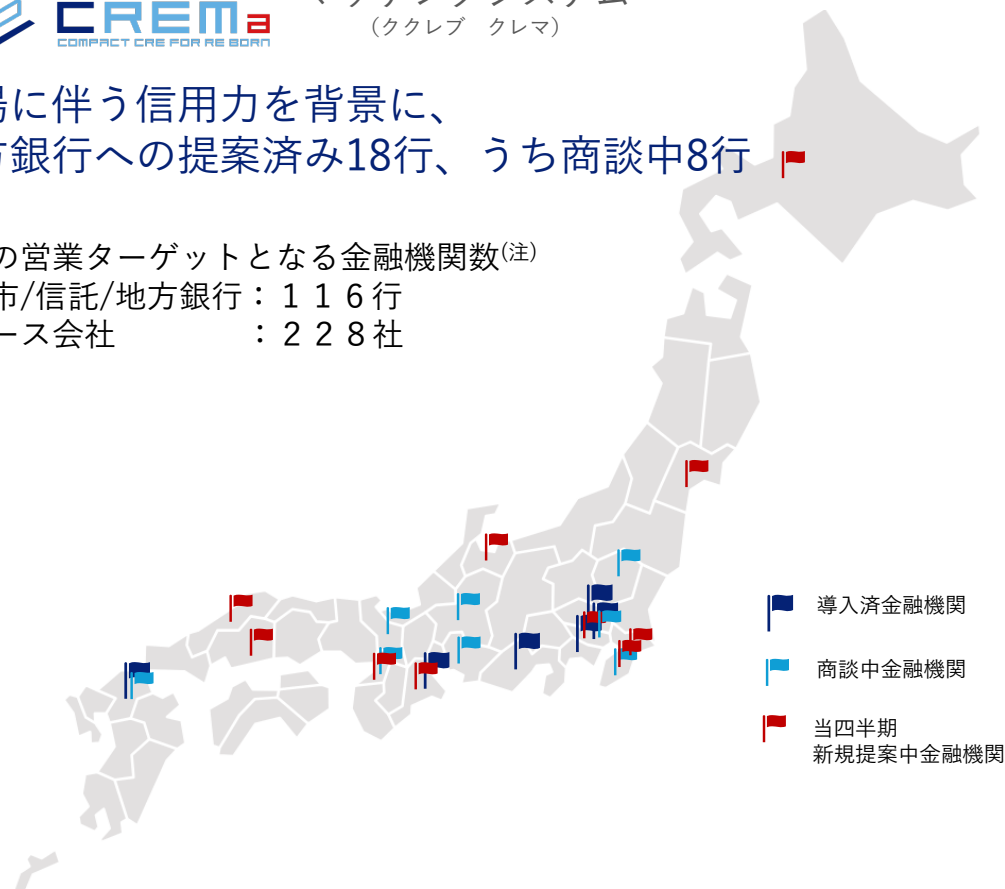 CREMa
COMPACT CRE FOR RE BORN
（ククレブ　クレマ）
に伴う信用力を背景に、
銀行への提案済み18行、うち商談中8行
の営業ターゲットとなる金融機関数(注)
市/信託/地方銀行：１１６行
ース会社　　　　：２２８社
導入済金融機関
商談中金融機関
当四半期
新規提案中金融機関